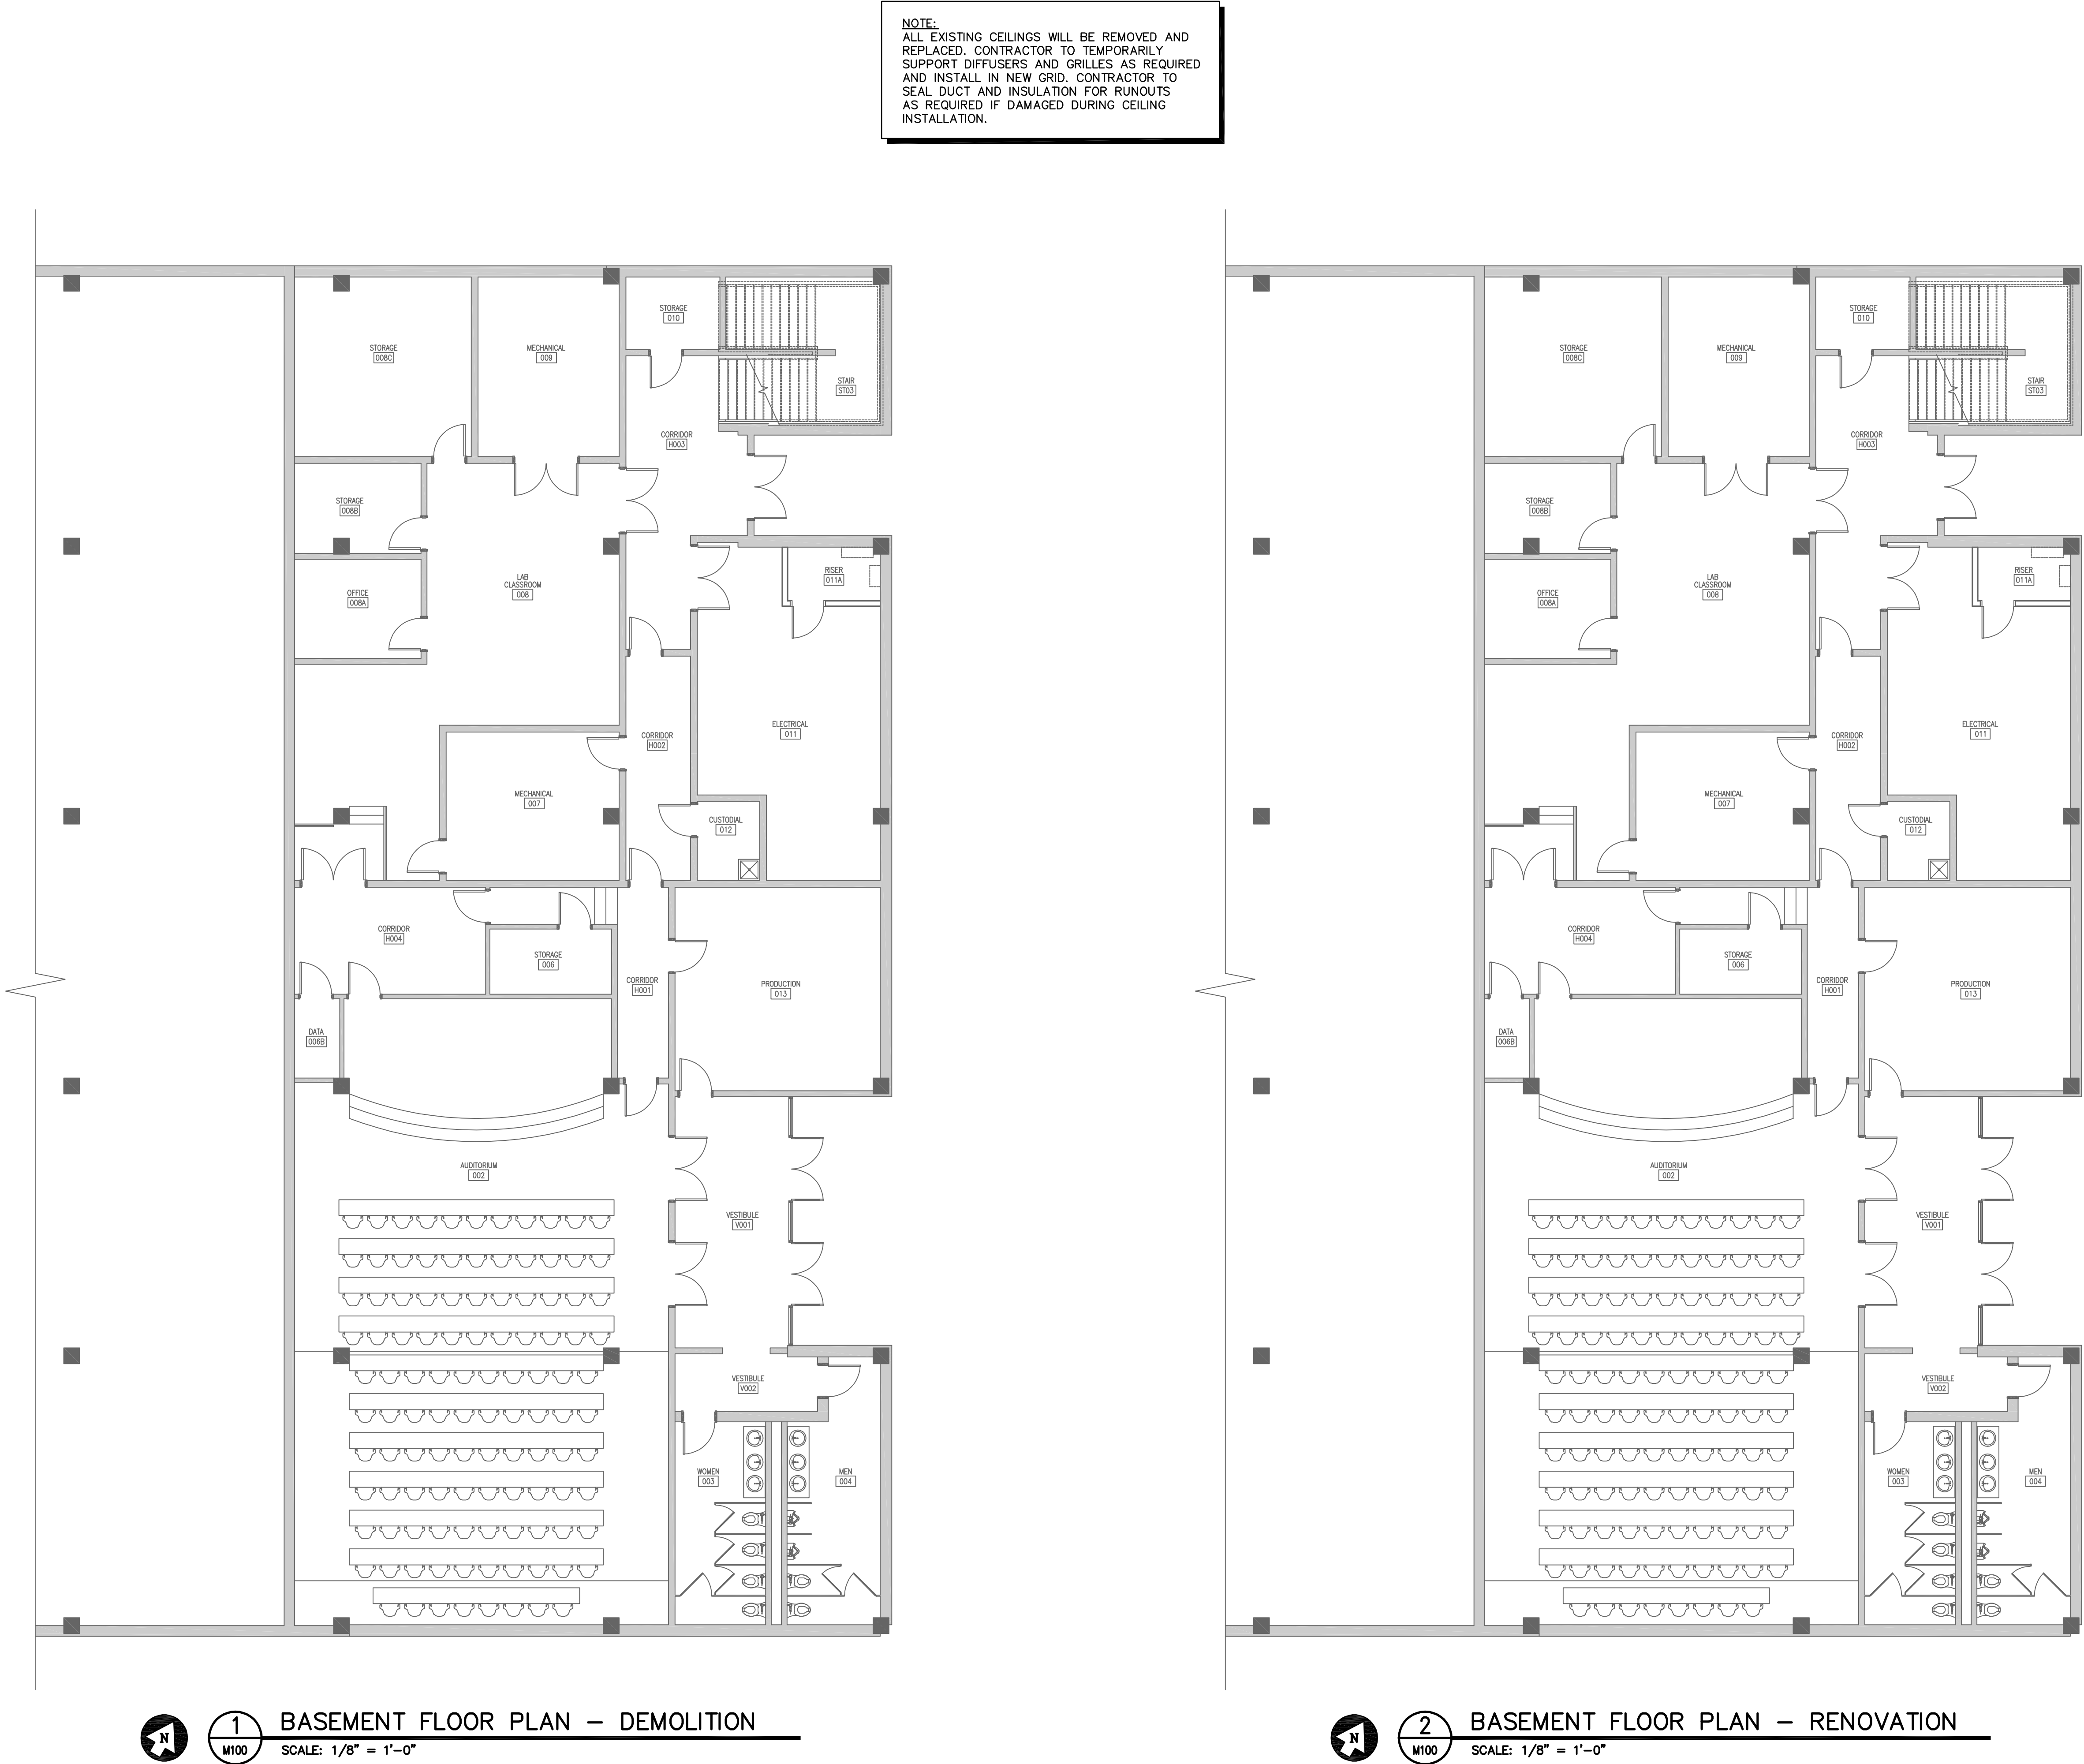 NOTE:
ALL EXISTING CEILINGS WILL BE REMOVED AND
REPLACED. CONTRACTOR TO TEMPORARILY
SUPPORT DIFFUSERS AND GRILLES AS REQUIRED
AND INSTALL IN NEW GRID. CONTRACTOR TO
SEAL DUCT AND INSULATION FOR RUNOUTS
AS REQUIRED IF DAMAGED DURING CEILING
INSTALLATION.
STORAGE
010
STORAGE
008C
MECHANICAL
009
STAIR
ST03
CORRIDOR
H003
STORAGE
008B
RISER
011A
LAB
CLASSROOM
008
OFFICE
008A
ELECTRICAL
011
CORRIDOR
H002
MECHANICAL
007
CUSTODIAL
012
CORRIDOR
H004
STORAGE
006
CORRIDOR
H001
PRODUCTION
013
DATA
006B
AUDITORIUM
002
VESTIBULE
V001
VESTIBULE
V002
WOMEN
003
MEN
004
N
1
M100
BASEMENT FLOOR PLAN - DEMOLITION
SCALE: 1/8" = 1'-0"
STORAGE
010
STORAGE
008C
MECHANICAL
009
STAIR
ST03
CORRIDOR
H003
STORAGE
008B
RISER
011A
LAB
CLASSROOM
008
OFFICE
008A
ELECTRICAL
011
CORRIDOR
H002
MECHANICAL
007
CUSTODIAL
012
CORRIDOR
H004
STORAGE
006
CORRIDOR
H001
PRODUCTION
013
DATA
006B
AUDITORIUM
002
VESTIBULE
V001
VESTIBULE
V002
WOMEN
003
MEN
004
N
2
M100
BASEMENT FLOOR PLAN - RENOVATION
SCALE: 1/8" = 1'-0"